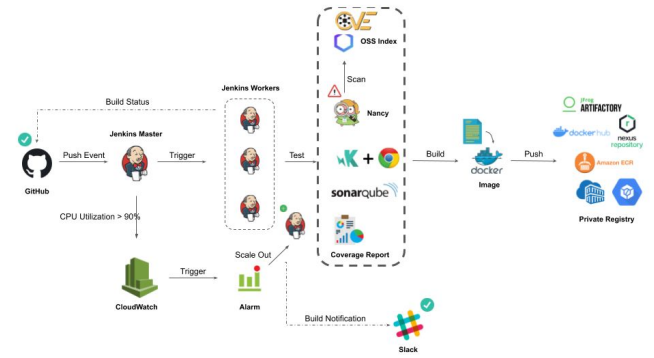 CVE
OSS Index
Scan
Jenkins Workers
Build Status
Nancy
Jenkins Master
Push Event
Trigger
Test
GitHub
K + 
sonarqube
Coverage Report
Build
docker
Image
Push
jfrog
ARTIFACTORY
docker hub
nexus
repository
Amazon ECR
Private Registry
CPU Utilization > 90%
CloudWatch
Trigger
Alarm
Scale Out
Build Notification
Slack